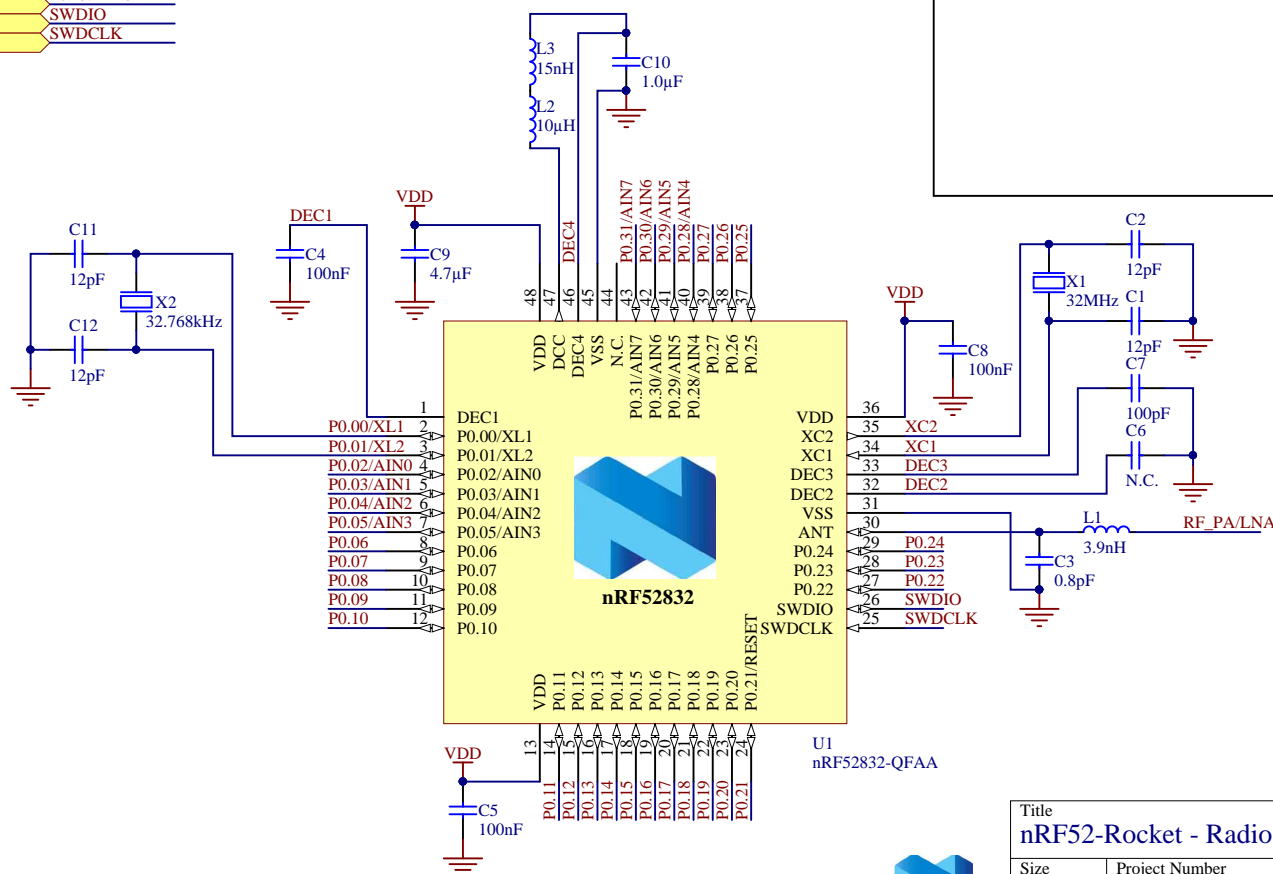 SWDIO
SWDCLK
L3
15nH
L2
10µH
C10
1.0µF
C11
12pF
X2
32.768kHz
C12
12pF
DEC1
C4
100nF
VDD
C9
4.7µF
DEC4
P0.31/AIN7
P0.30/AIN6
P0.29/AIN5
P0.28/AIN4
P0.27
P0.26
P0.25
48
47
46
45
44
43
42
41
40
39
38
37
VDD
DCC
DEC4
VSS
N.C.
P0.31/AIN7
P0.30/AIN6
P0.29/AIN5
P0.28/AIN4
P0.27
P0.26
P0.25
VDD
C8
100nF
C2
12pF
X1
32MHz
C1
12pF
C7
100pF
C6
N.C.
1 DEC1
P0.00/XL1 2 P0.00/XL1
P0.01/XL2 3 P0.01/XL2
P0.02/AIN0 4 P0.02/AIN0
P0.03/AIN1 5 P0.03/AIN1
P0.04/AIN2 6 P0.04/AIN2
P0.05/AIN3 7 P0.05/AIN3
P0.06 8 P0.06
P0.07 9 P0.07
P0.08 10 P0.08
P0.09 11 P0.09
P0.10 12 P0.10
nRF52832
VDD 36
XC2 35 XC2
XC1 34 XC1
DEC3 33 DEC3
DEC2 32 DEC2
VSS 31
ANT 30
P0.24 29 P0.24
P0.23 28 P0.23
P0.22 27 P0.22
SWDIO 26 SWDIO
SWDCLK 25 SWDCLK
L1
3.9nH
RF_PA/LNA
C3
0.8pF
VDD
P0.11
P0.12
P0.13
P0.14
P0.15
P0.16
P0.17
P0.18
P0.19
P0.20
P0.21/RESET
13
14
15
16
17
18
19
20
21
22
23
24
P0.11
P0.12
P0.13
P0.14
P0.15
P0.16
P0.17
P0.18
P0.19
P0.20
P0.21
VDD
C5
100nF
U1
nRF52832-QFAA
Title
nRF52-Rocket - Radio
Size Project Number